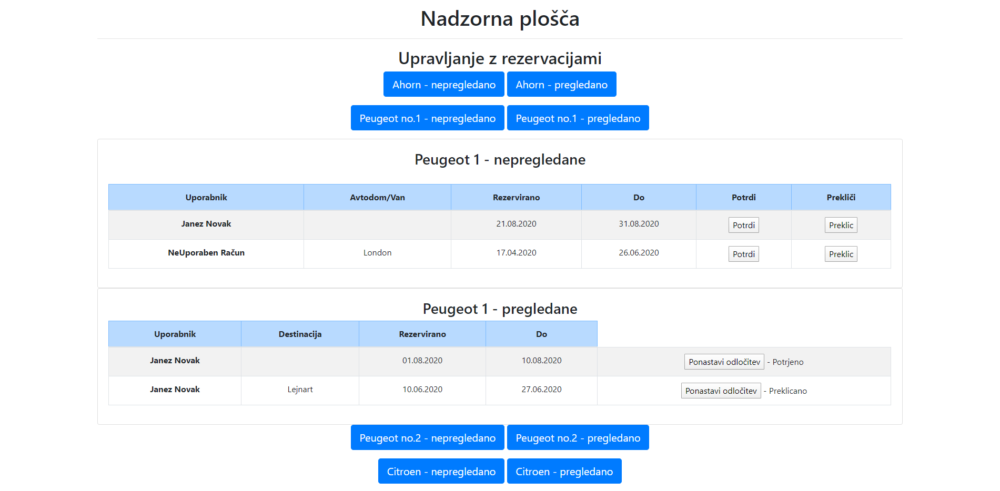 Nadzorna plošča
Upravljanje z rezervacijami
Ahorn - nepregledano Ahorn - pregledano
Peugeot no.1 - nepregledano Peugeot no.1 - pregledano
Peugeot 1 - nepregledane
Uporabnik Avtodom/Van Rezervirano Do Potrdi Prekliči
Janez Novak 21.08.2020 31.08.2020 Potrdi Preklic
NeUporaben Račun London 17.04.2020 26.06.2020 Potrdi Preklic
Peugeot 1 - pregledane
Uporabnik Destinacija Rezervirano Do
Janez Novak 01.08.2020 10.08.2020 Ponastavi odločitev - Potrjeno
Janez Novak Lejnart 10.06.2020 27.06.2020 Ponastavi odločitev - Preklicano
Peugeot no.2 - nepregledano Peugeot no.2 - pregledano
Citroen - nepregledano Citroen - pregledano